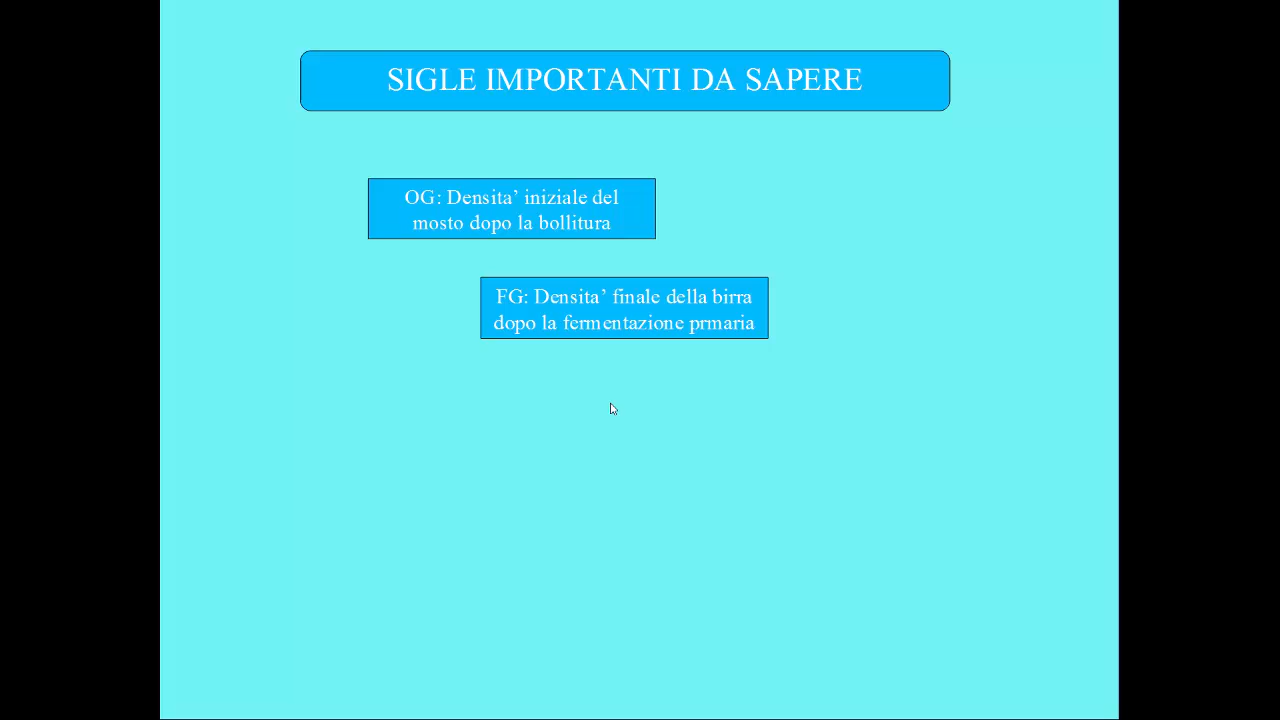 SIGLE IMPORTANTI DA SAPERE
OG: Densita’ iniziale del
mosto dopo la bollitura
FG: Densita’ finale della birra
dopo la fermentazione prmaria